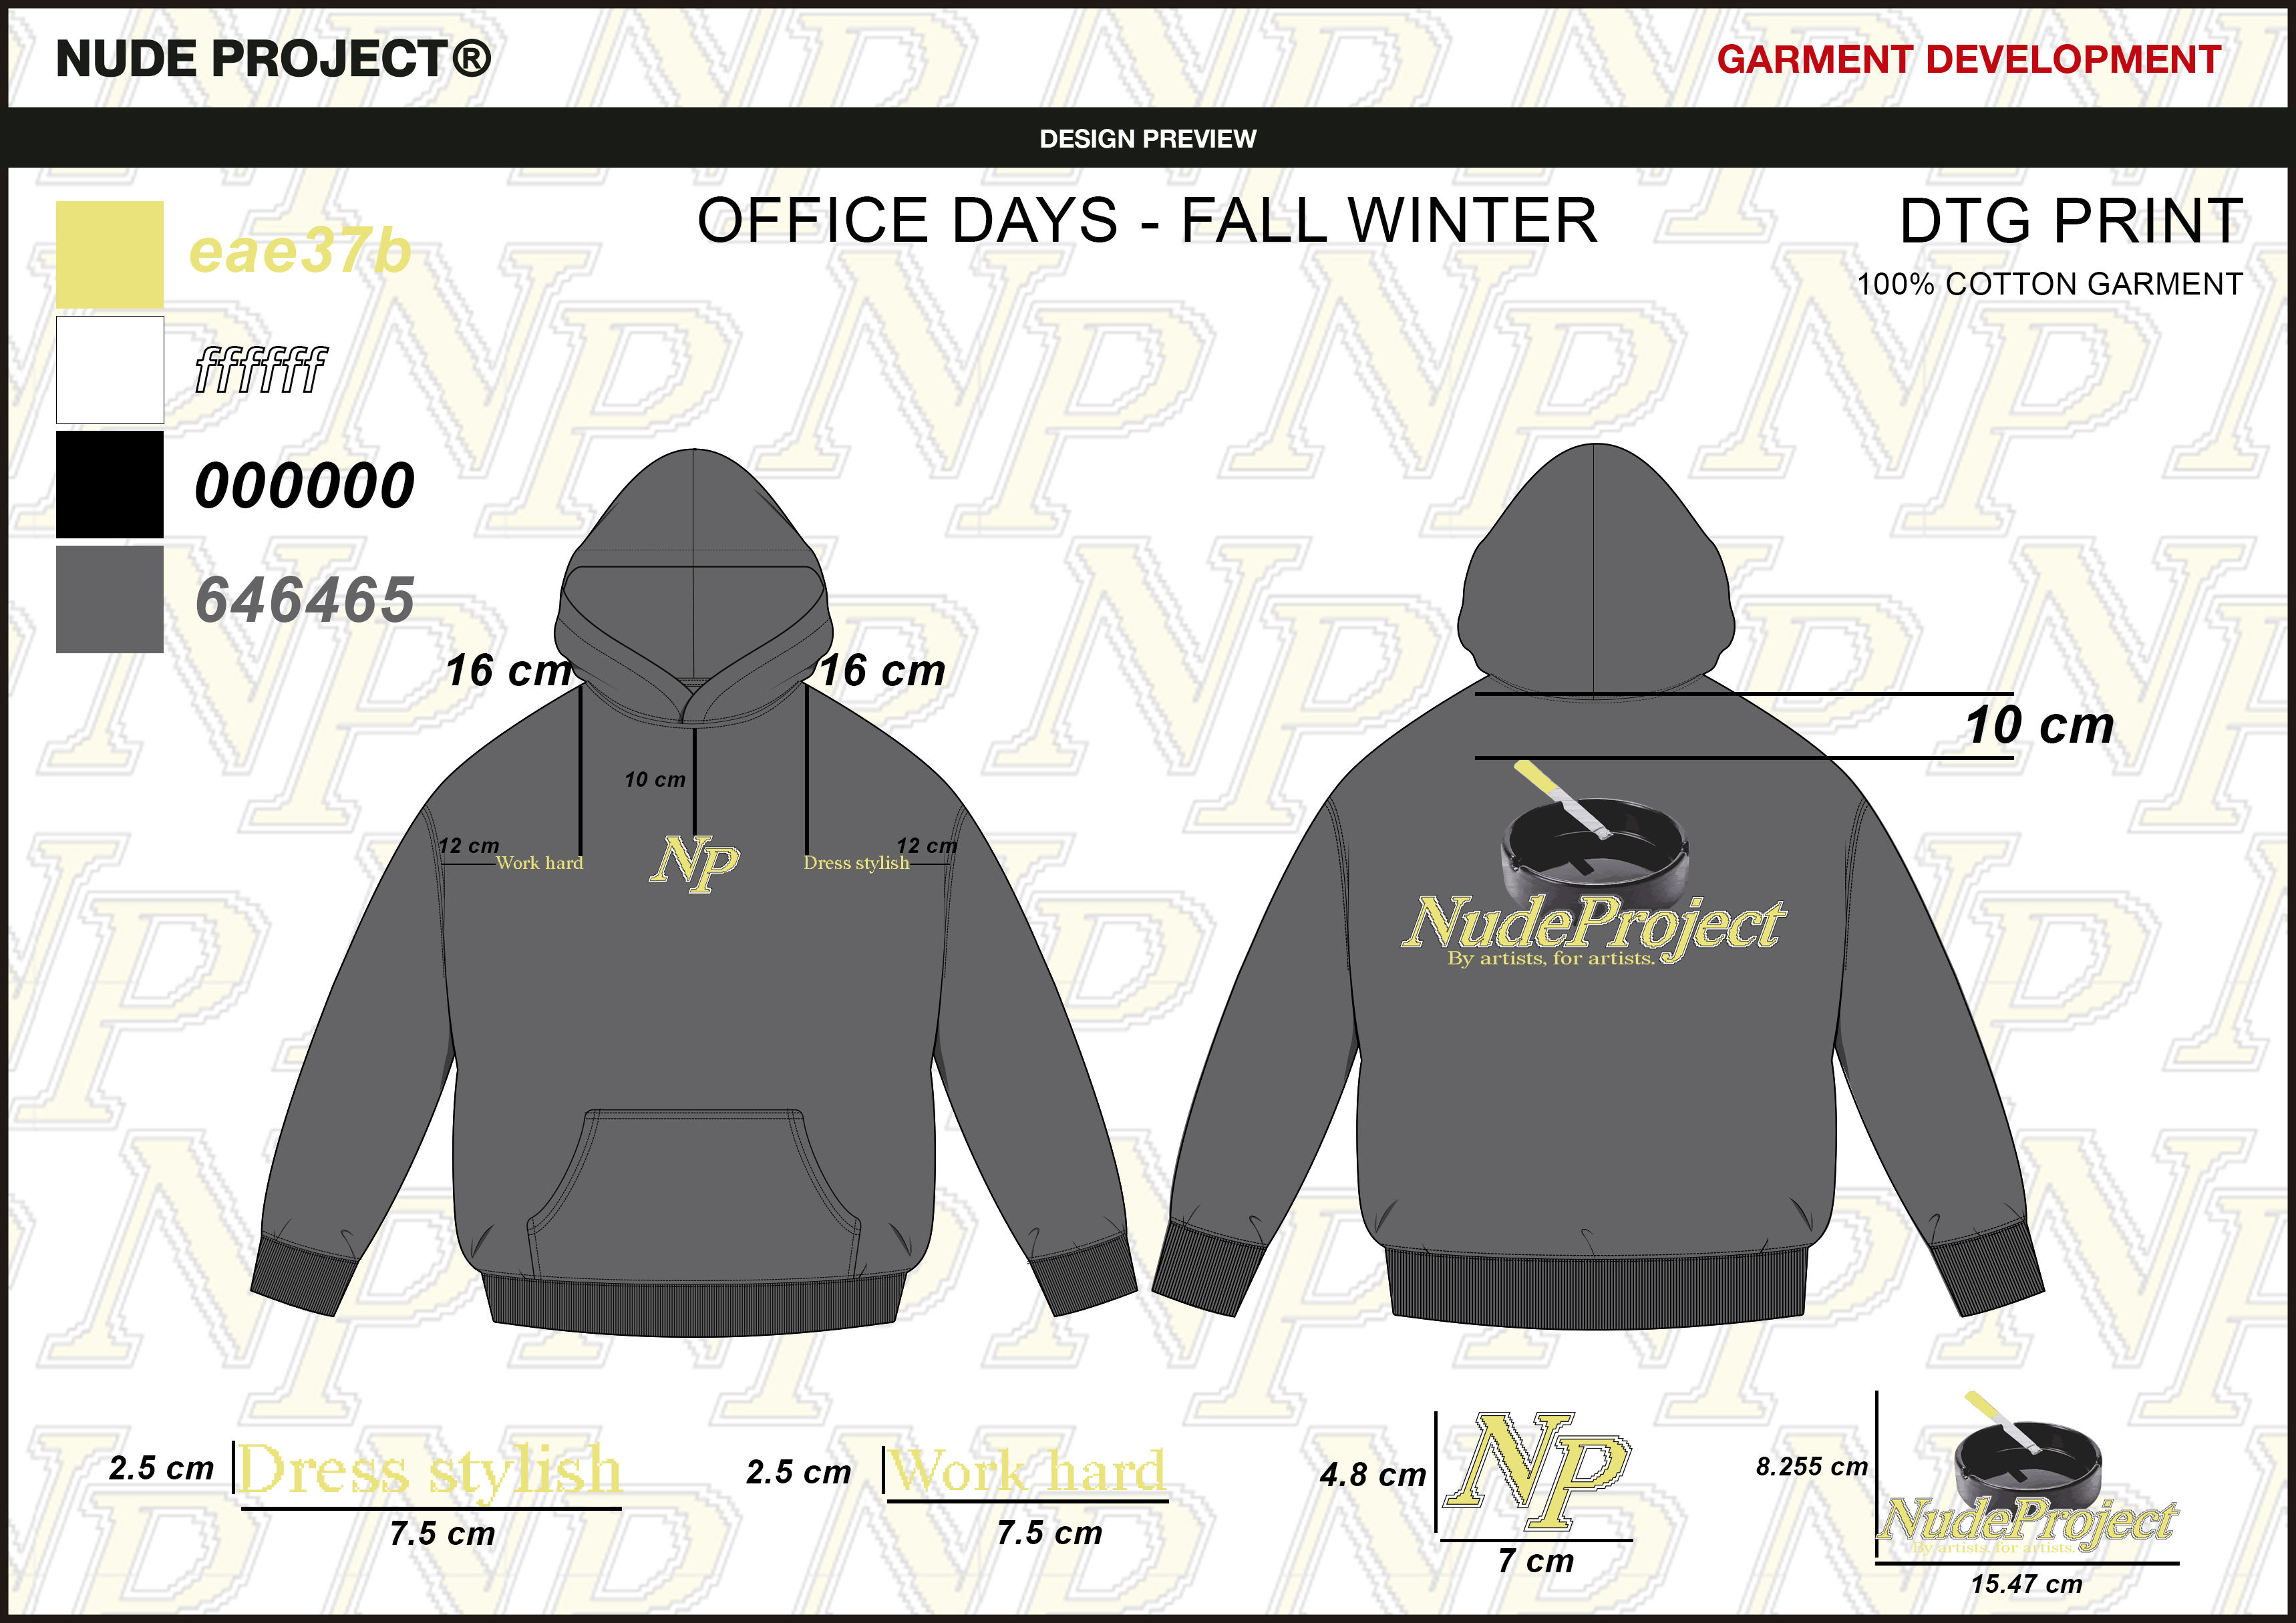 NUDE PROJECT®
GARMENT DEVELOPMENT
DESIGN PREVIEW
OFFICE DAYS - FALL WINTER
DTG PRINT
100% COTTON GARMENT
eae37b
ffffff
000000
646465
16 cm
16 cm
10 cm
10 cm
12 cm
12 cm
Work hard
NP
Dress stylish
NudeProject
By artists, for artists.
2.5 cm
Dress stylish
7.5 cm
2.5 cm
Work hard
7.5 cm
4.8 cm
NP
7 cm
8.255 cm
NudeProject
By artists, for artists.
15.47 cm